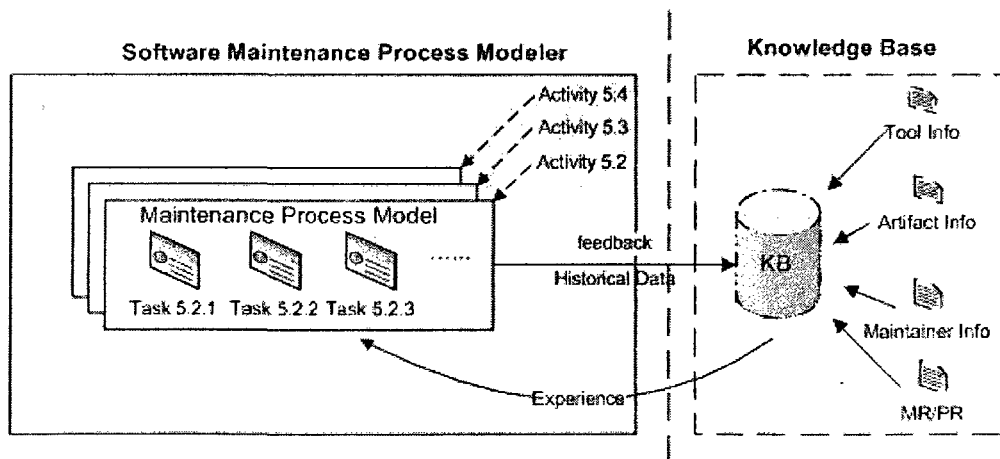 Software Maintenance Process Modeler
Knowledge Base
Activity 5.4
Activity 5.3
Activity 5.2
Maintenance Process Model
......
Task 5.2.1 Task 5.2.2 Task 5.2.3
feedback
Historical Data
Experience
KB
Tool Info
Artifact Info
Maintainer Info
MR/PR